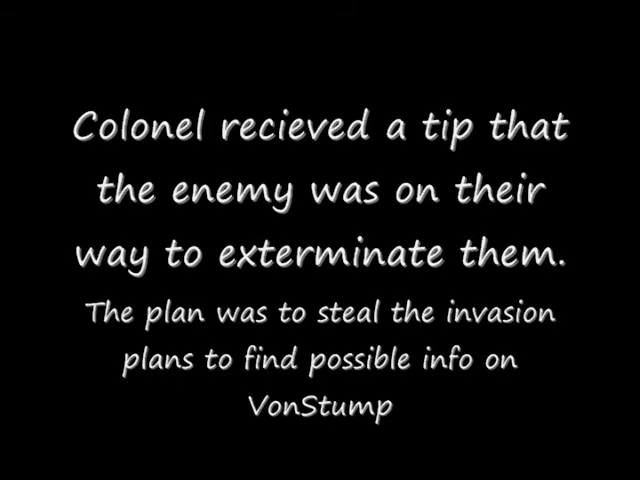 Colonel recieved a tip that
the enemy was on their
way to exterminate them.
The plan was to steal the invasion
plans to find possible info on
VonStump